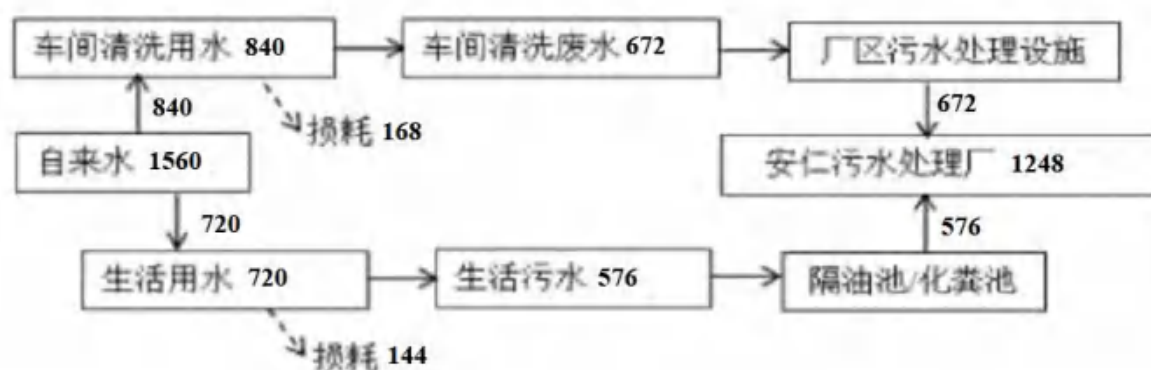 车间清洗用水 840
车间清洗废水 672
厂区污水处理设施
840
损耗 168
672
自来水 1560
安仁污水处理厂 1248
720
576
生活用水 720
生活污水 576
隔油池/化粪池
损耗 144